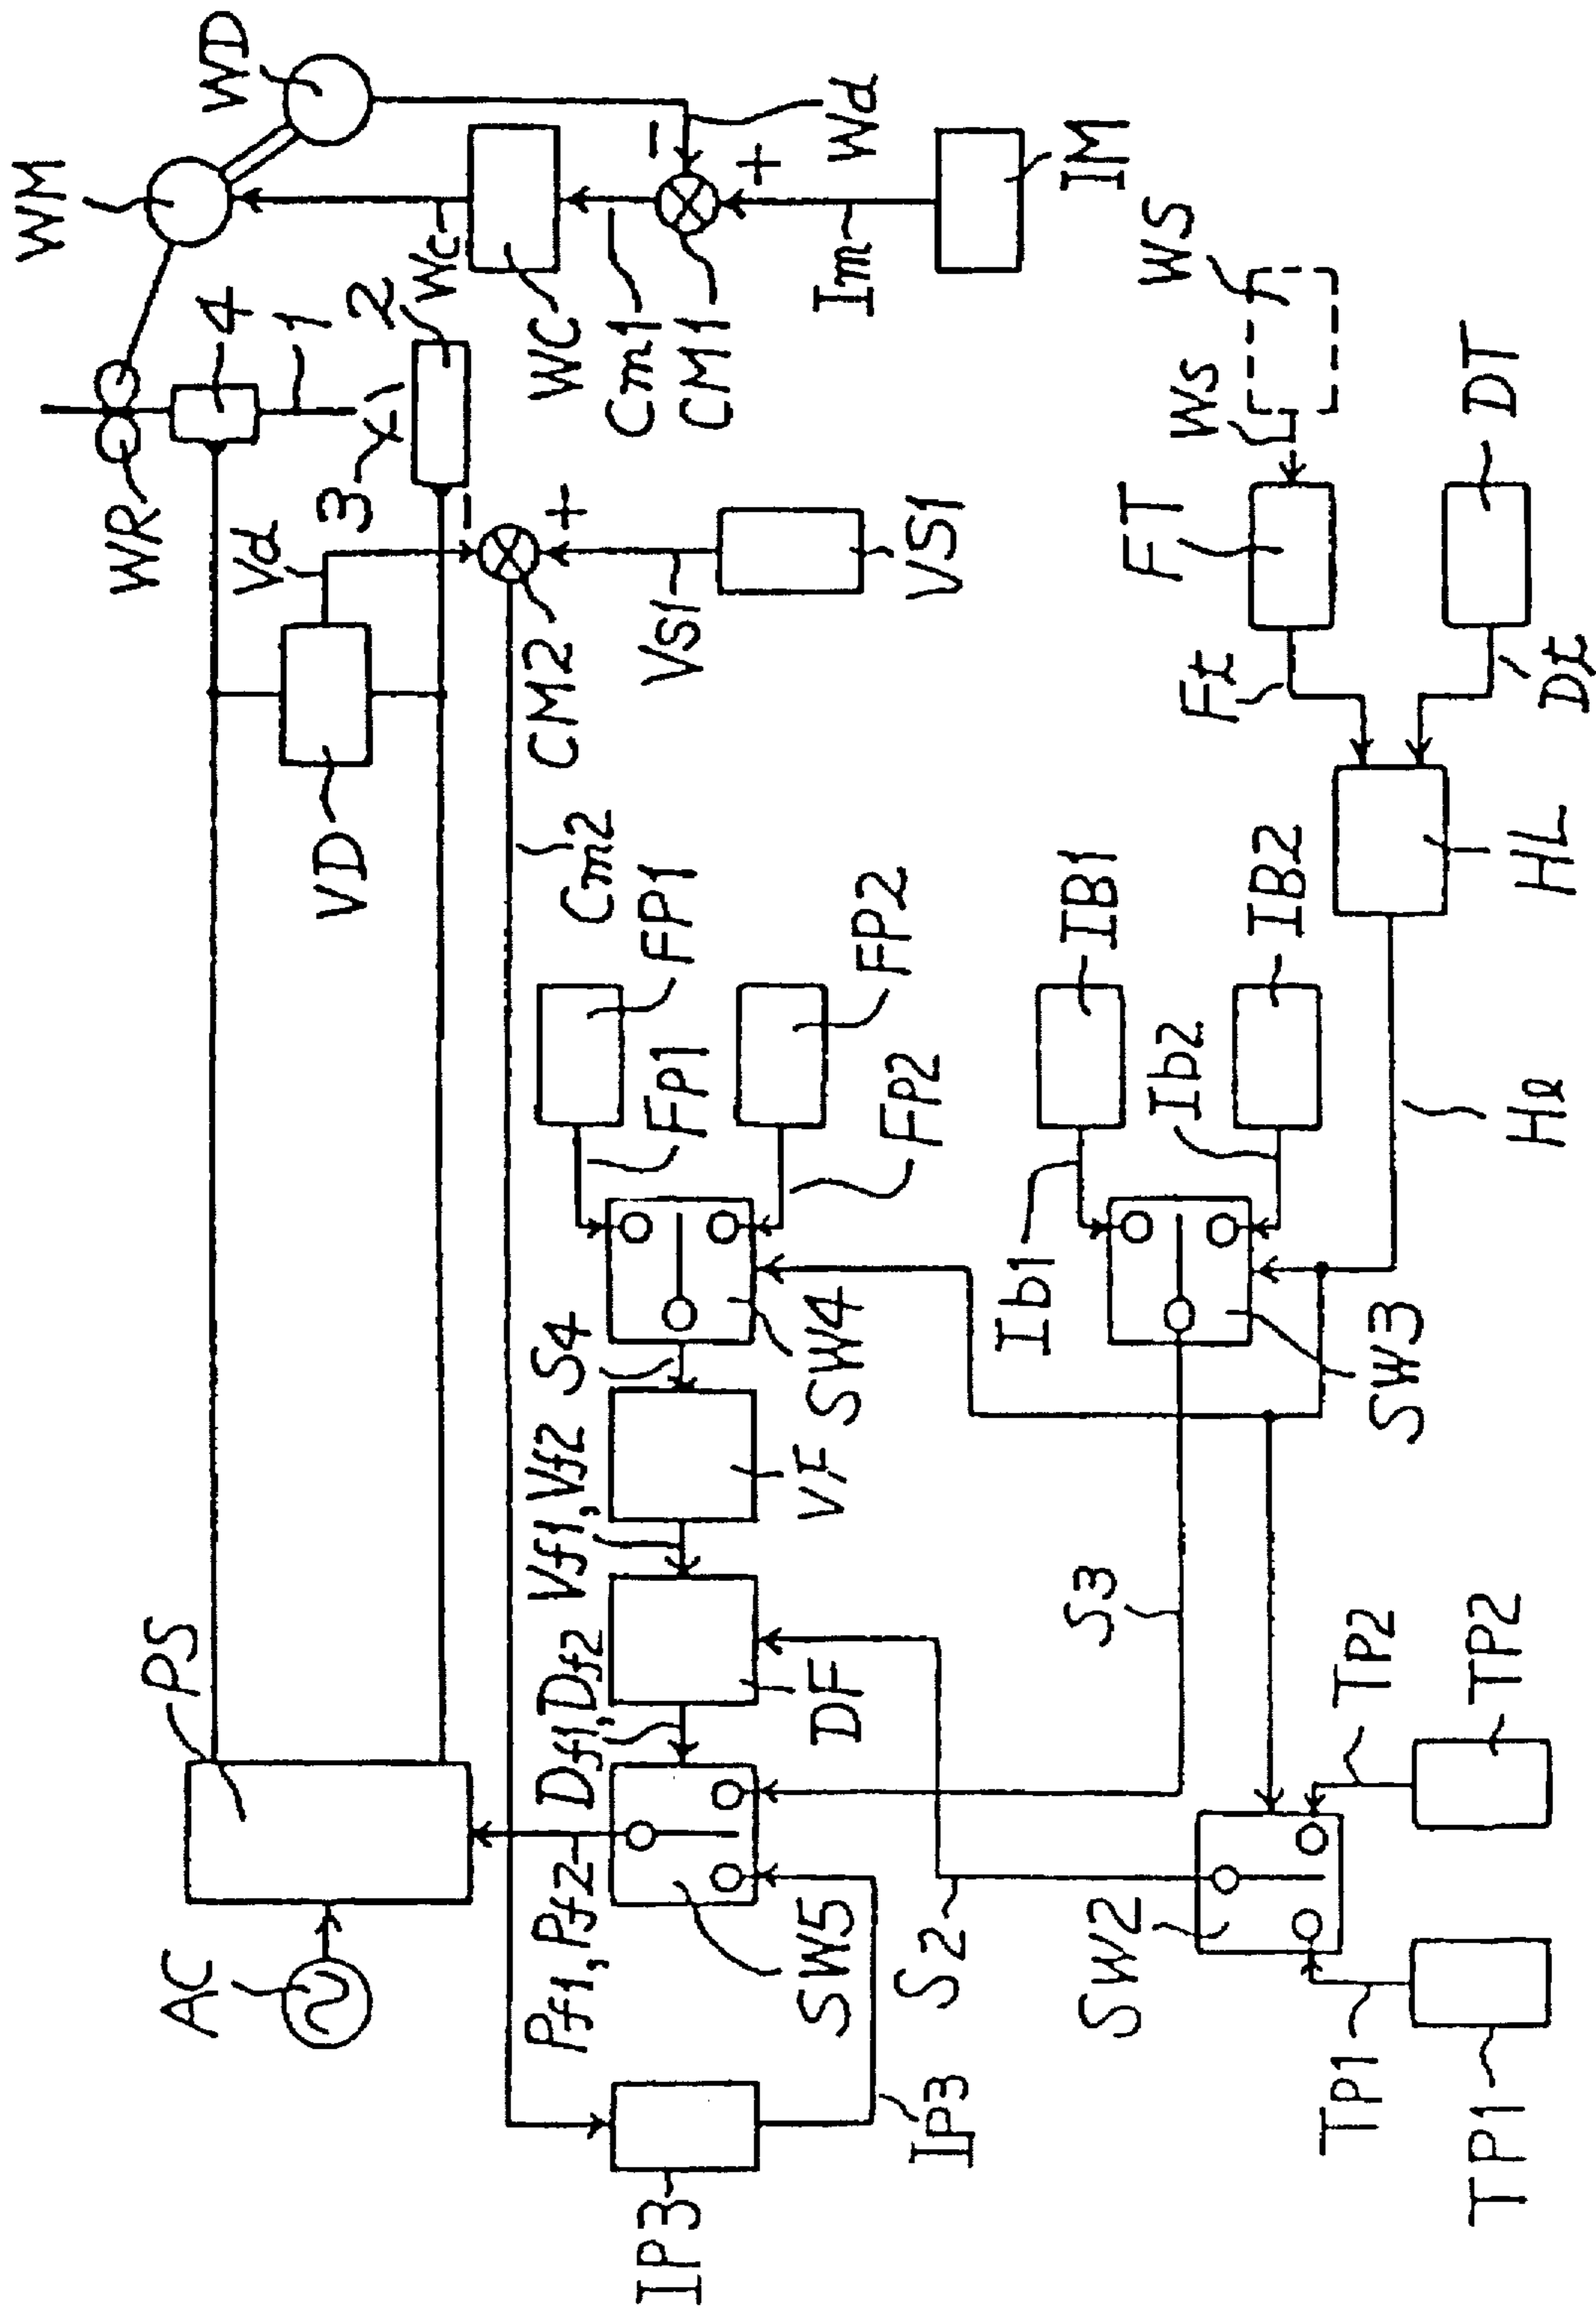 AC
PS
VD
Vd
WR
WM
WD
4
1
3
2
Wc
WC
Cm1
CM1
−
+
Wd
Im
IM
−
+
CM2
Cm2
Vs1
VS1
IP3
Ip3
Pf1, Pf2
SW5
Df1, Df2
DF
Vf1, Vf2
VF
S4
SW4
FP1
FP1
FP2
FP2
S2
S3
SW2
TP1
TP1
TP2
TP2
SW3
Ib1
IB1
Ib2
IB2
Hl
HL
Ft
FT
Ws
WS
Dt
DT